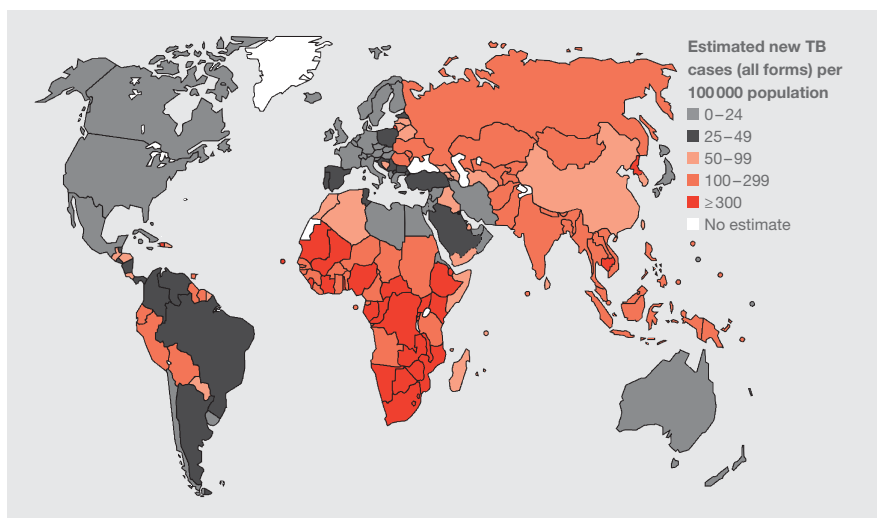 Estimated new TB
cases (all forms) per
100 000 population
0–24
25–49
50–99
100–299
≥300
No estimate